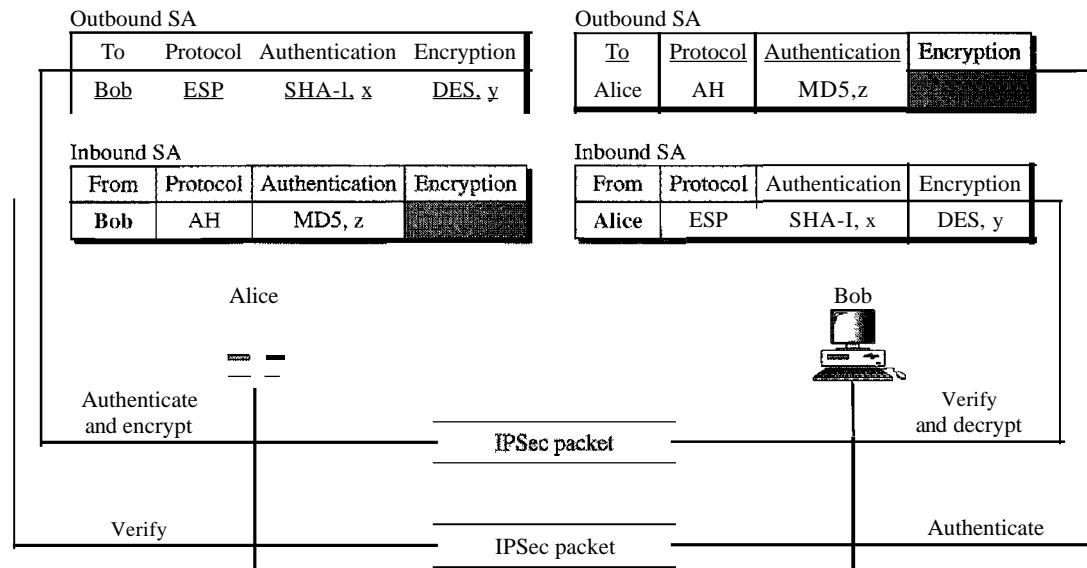 Outbound SA
To Protocol Authentication Encryption
Bob ESP SHA-l, x DES, y
Outbound SA
To Protocol Authentication Encryption
Alice AH MD5,z
Inbound SA
From Protocol Authentication Encryption
Bob AH MD5, z
Inbound SA
From Protocol Authentication Encryption
Alice ESP SHA-I, x DES, y
Alice
Bob
Authenticate
and encrypt
IPSec packet
Verify
and decrypt
Verify
IPSec packet
Authenticate